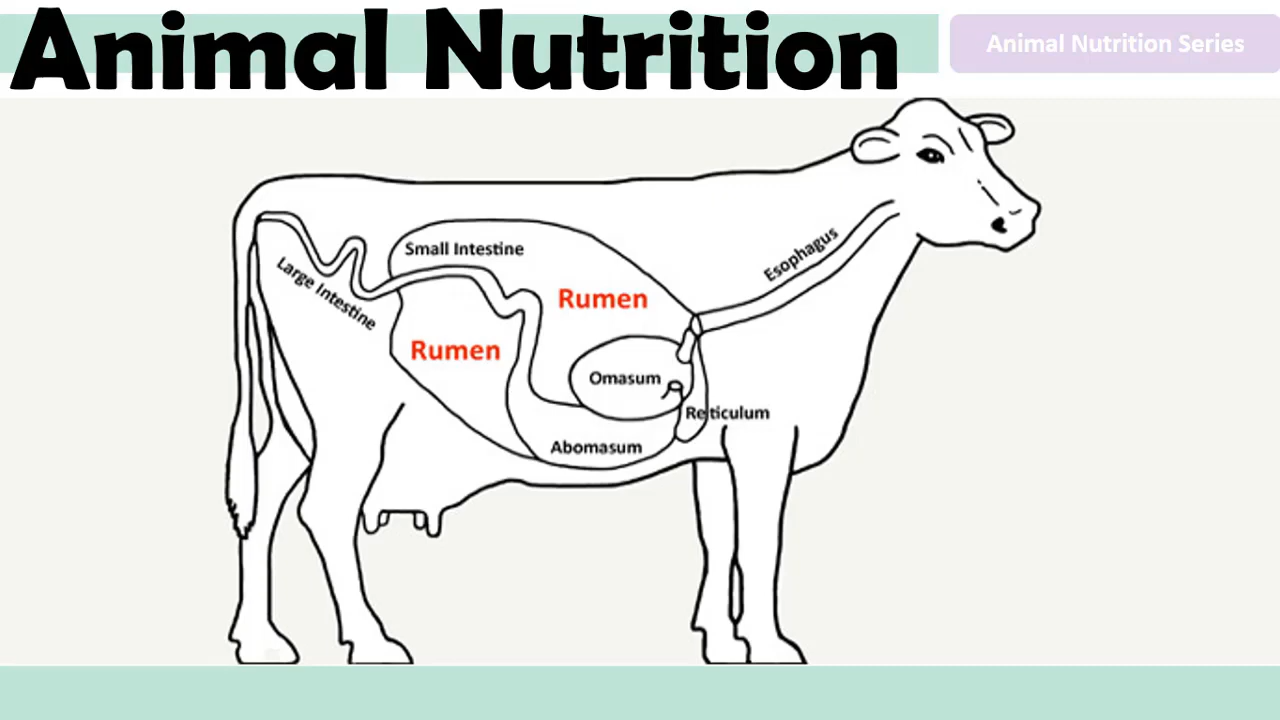 Animal Nutrition
Animal Nutrition Series
Esophagus
Small Intestine
Large Intestine
Rumen
Rumen
Omasum
Reticulum
Abomasum